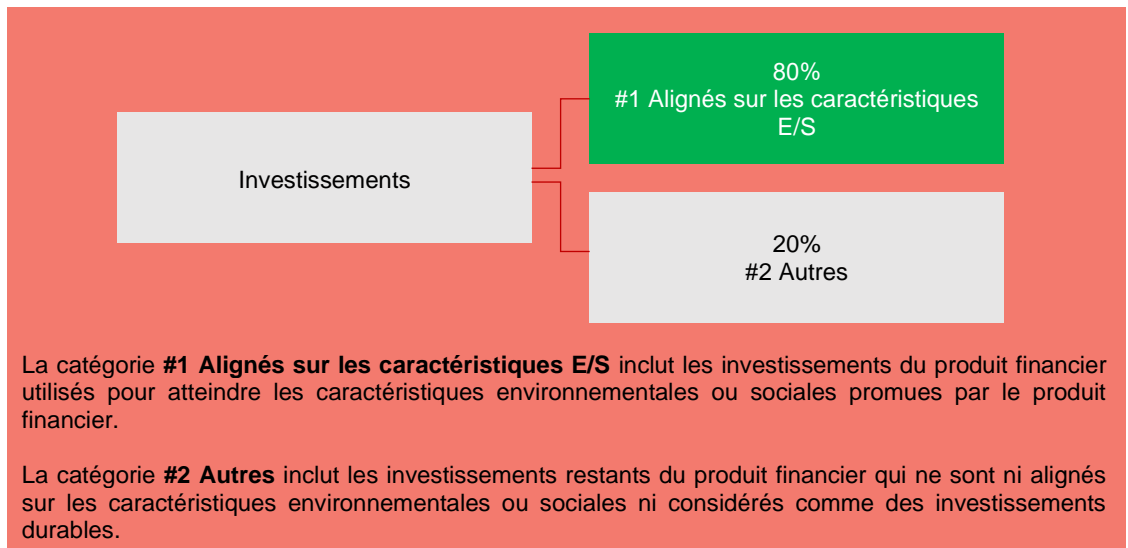 80%
#1 Alignés sur les caractéristiques
E/S
Investissements
20%
#2 Autres
La catégorie #1 Alignés sur les caractéristiques E/S inclut les investissements du produit financier
utilisés pour atteindre les caractéristiques environnementales ou sociales promues par le produit
financier.
La catégorie #2 Autres inclut les investissements restants du produit financier qui ne sont ni alignés
sur les caractéristiques environnementales ou sociales ni considérés comme des investissements
durables.